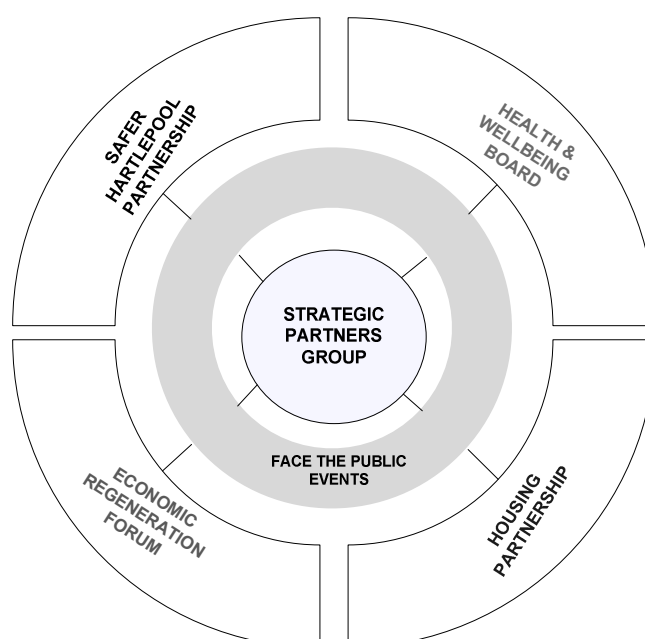 SAFER
HARTLEPOOL
PARTNERSHIP
HEALTH &
WELLBEING
BOARD
STRATEGIC
PARTNERS
GROUP
FACE THE PUBLIC
EVENTS
ECONOMIC
REGENERATION
FORUM
HOUSING
PARTNERSHIP